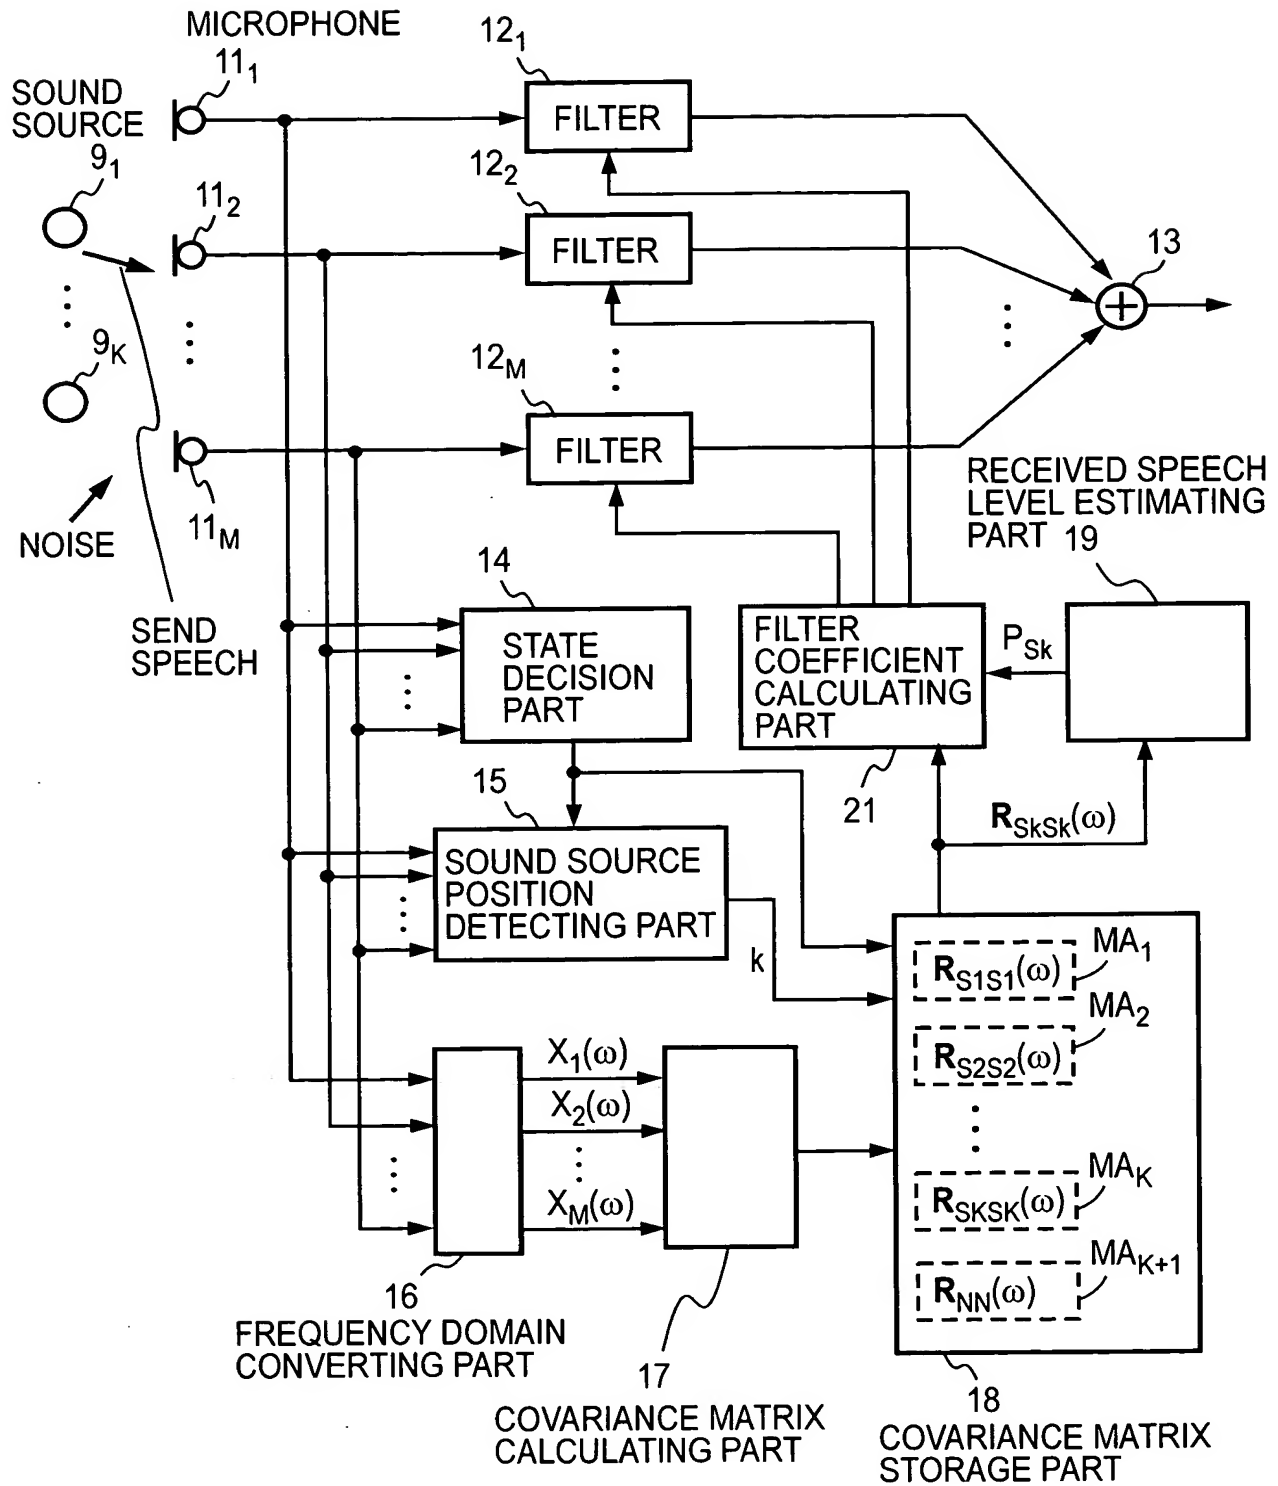 MICROPHONE
11₁
12₁
SOUND
SOURCE
FILTER
9₁
12₂
11₂
FILTER
13
9K
12M
FILTER
RECEIVED SPEECH
LEVEL ESTIMATING
PART 19
NOISE
11M
14
SEND
SPEECH
STATE
DECISION
PART
FILTER
COEFFICIENT
CALCULATING
PART
PSk
21
15
RSkSk(ω)
SOUND SOURCE
POSITION
DETECTING PART
k
RS1S1(ω)
MA₁
RS2S2(ω)
MA₂
X₁(ω)
X₂(ω)
XM(ω)
RSKSK(ω)
MAK
RNN(ω)
MAK+1
16
FREQUENCY DOMAIN
CONVERTING PART
17
COVARIANCE MATRIX
CALCULATING PART
18
COVARIANCE MATRIX
STORAGE PART